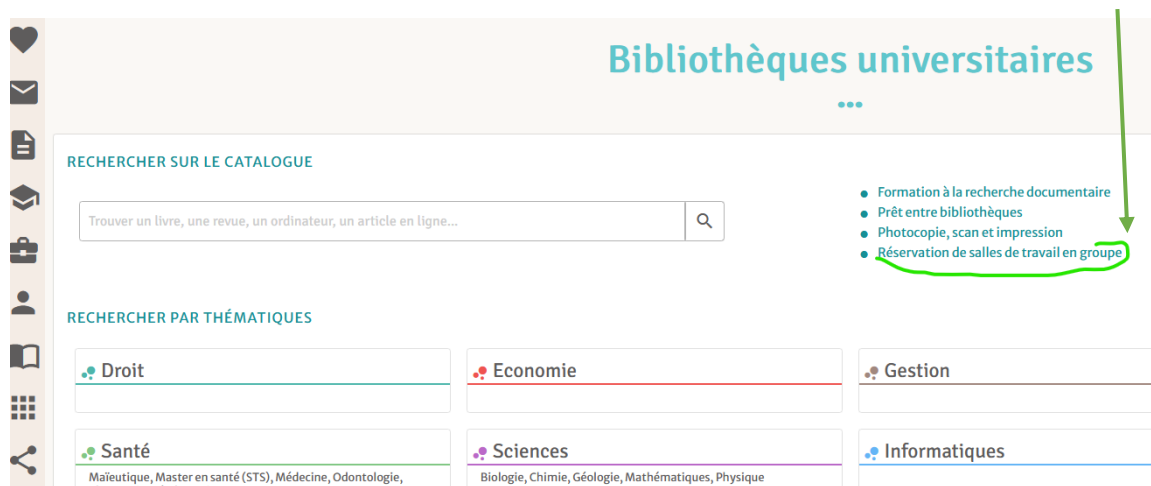 Bibliothèques universitaires
RECHERCHER SUR LE CATALOGUE
Trouver un livre, une revue, un ordinateur, un article en ligne...
Formation à la recherche documentaire
Prêt entre bibliothèques
Photocopie, scan et impression
Réservation de salles de travail en groupe
RECHERCHER PAR THÉMATIQUES
Droit
Economie
Gestion
Santé
Maïeutique, Master en santé (STS), Médecine, Odontologie,
Sciences
Biologie, Chimie, Géologie, Mathématiques, Physique
Informatiques